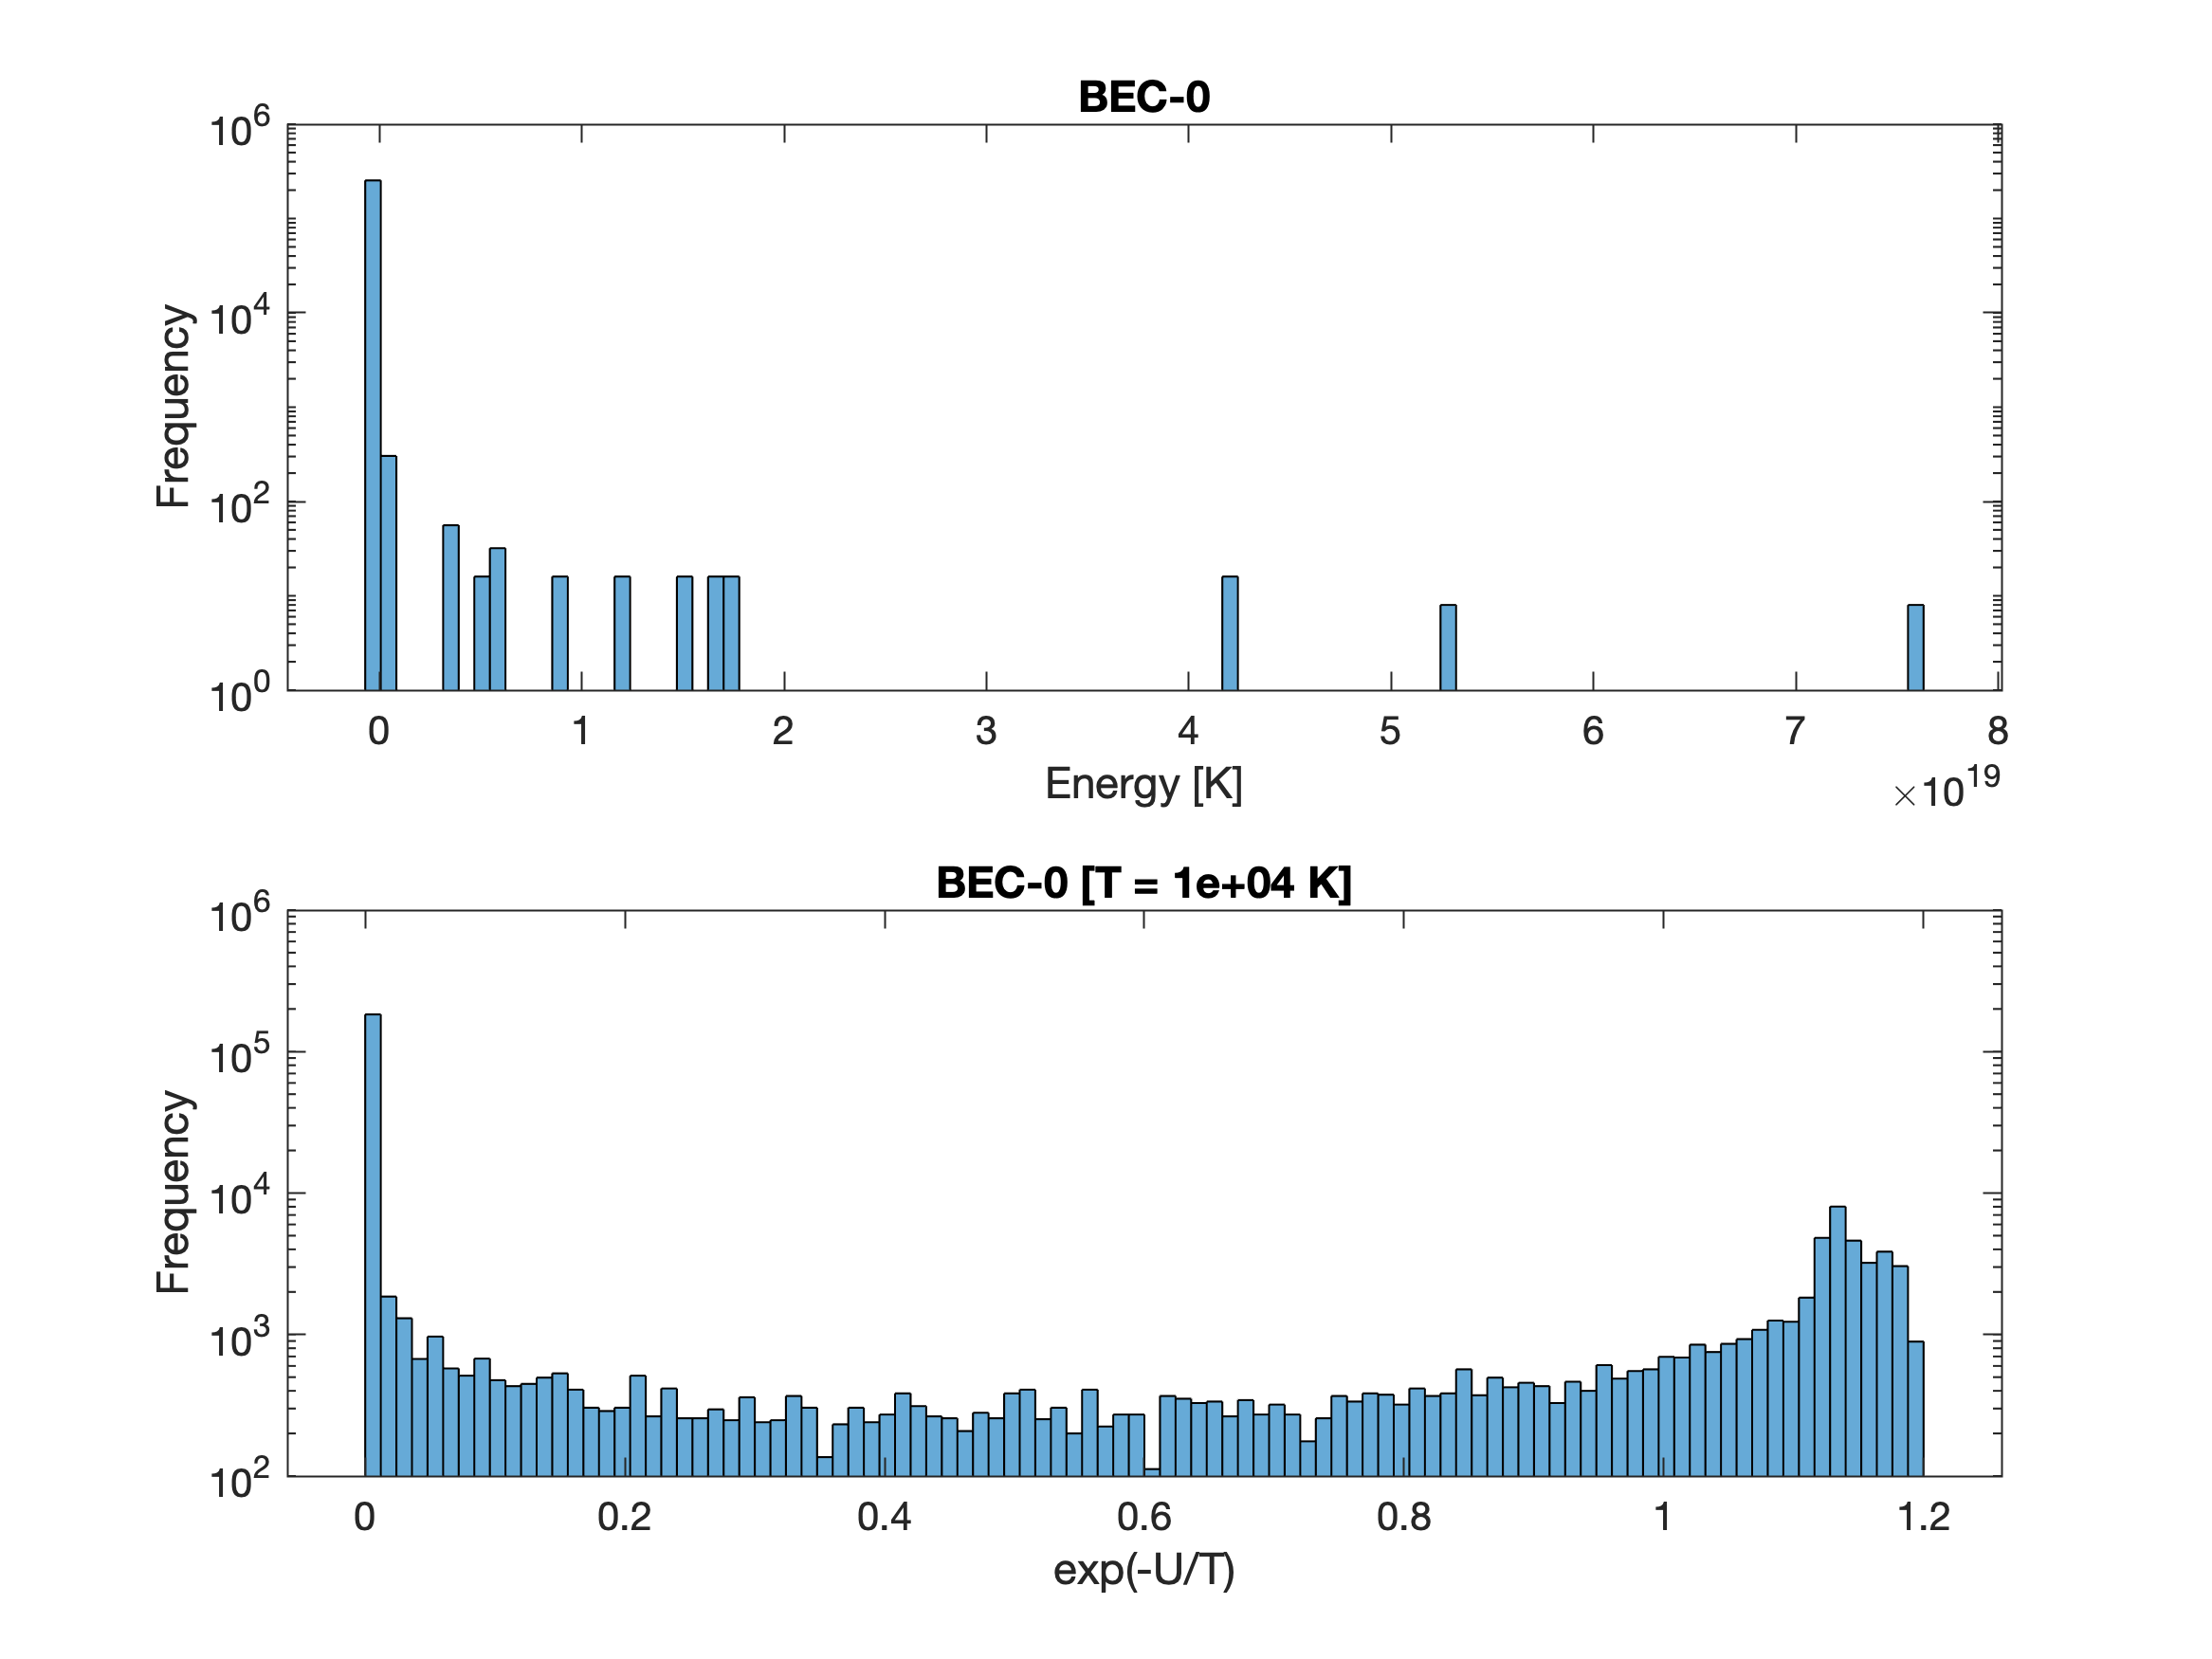 BEC-0
10^6
10^4
10^2
10^0
Frequency
0 1 2 3 4 5 6 7 8
Energy [K]
×10^19
BEC-0 [T = 1e+04 K]
10^6
10^5
10^4
10^3
10^2
Frequency
0 0.2 0.4 0.6 0.8 1 1.2
exp(-U/T)